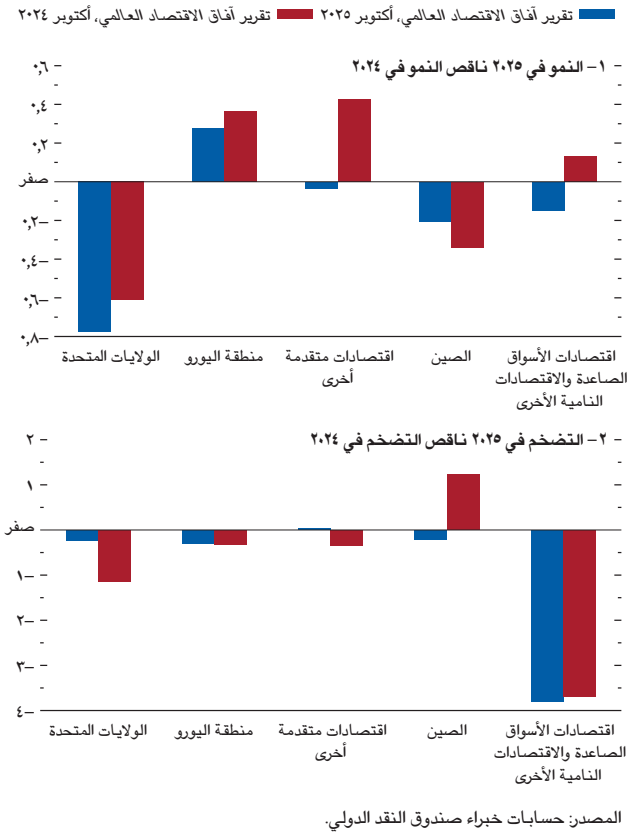 تقرير آفاق الاقتصاد العالمي، أكتوبر ٢٠٢٥ تقرير آفاق الاقتصاد العالمي، أكتوبر ٢٠٢٤
١– النمو في ٢٠٢٥ ناقص النمو في ٢٠٢٤
٠,٦
٠,٤
٠,٢
صفر
٠,٢–
٠,٤–
٠,٦–
٠,٨–
الولايات المتحدة منطقة اليورو اقتصادات متقدمة الصين اقتصادات الأسواق
أخرى الصاعدة والاقتصادات
النامية الأخرى
٢– التضخم في ٢٠٢٥ ناقص التضخم في ٢٠٢٤
٢
١
صفر
١–
٢–
٣–
٤–
الولايات المتحدة منطقة اليورو اقتصادات متقدمة الصين اقتصادات الأسواق
أخرى الصاعدة والاقتصادات
النامية الأخرى
المصدر: حسابات خبراء صندوق النقد الدولي.